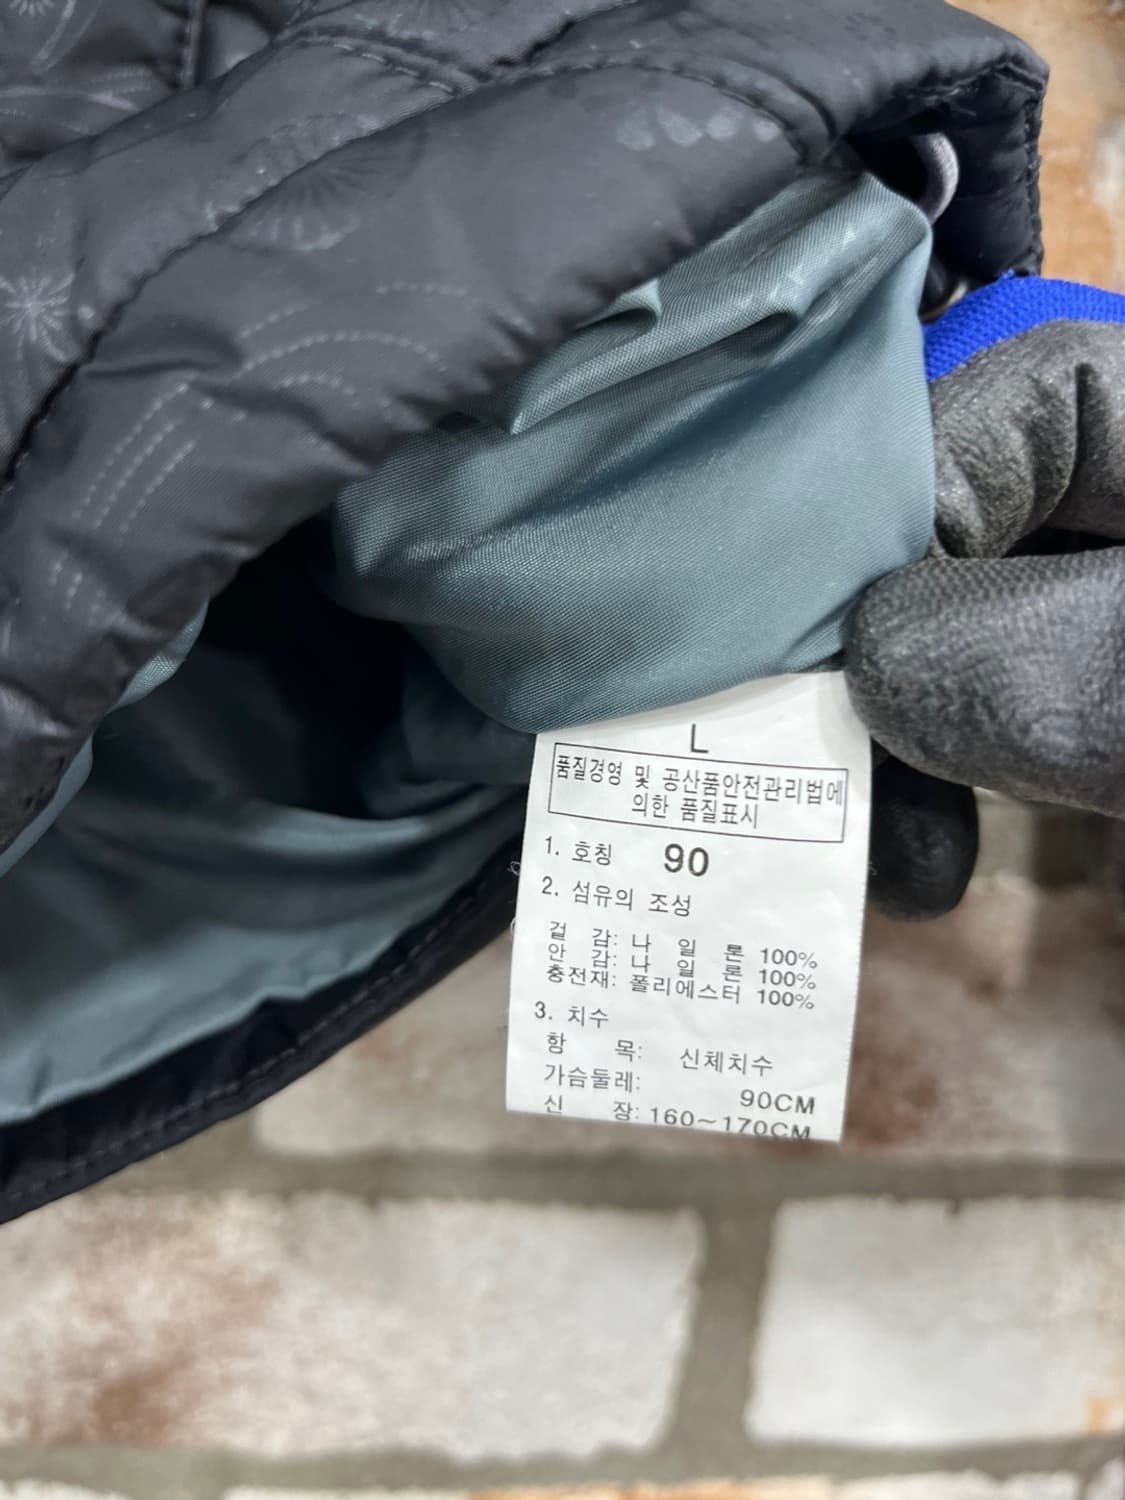 L
품질경영 및 공산품안전관리법에
의한 품질표시
1. 호칭 90
2. 섬유의 조성
겉 감: 나 일 론 100%
안 감: 나 일 론 100%
충전재: 폴리에스터 100%
3. 치수
항 목: 신체치수
가슴둘레: 90CM
신 장: 160~170CM